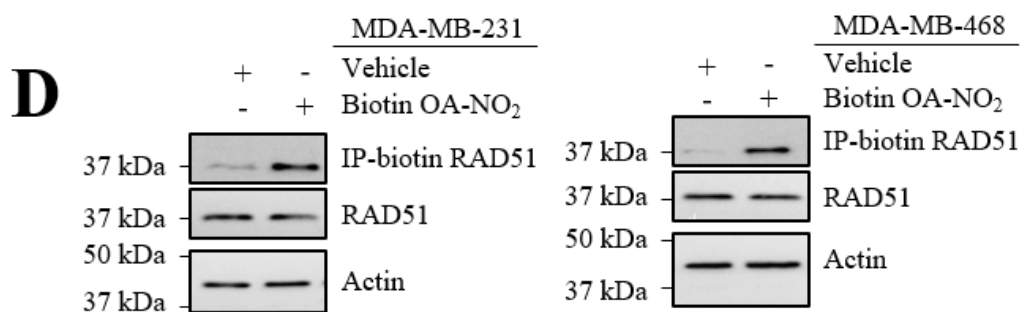 D
MDA-MB-231
+ - Vehicle
- + Biotin OA-NO₂
37 kDa IP-biotin RAD51
37 kDa RAD51
50 kDa
Actin
37 kDa
MDA-MB-468
+ - Vehicle
- + Biotin OA-NO₂
37 kDa IP-biotin RAD51
37 kDa RAD51
50 kDa
Actin
37 kDa